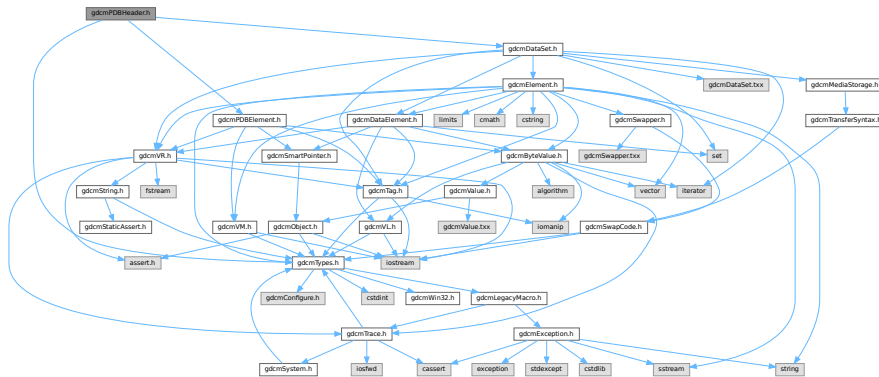 gdcmPDBHeader.h
gdcmDataSet.h
gdcmElement.h
gdcmDataSet.txx
gdcmMediaStorage.h
gdcmPDBElement.h
gdcmDataElement.h
limits
cmath
cstring
gdcmSwapper.h
gdcmTransferSyntax.h
gdcmVR.h
gdcmSmartPointer.h
gdcmByteValue.h
gdcmSwapper.txx
set
gdcmString.h
fstream
gdcmTag.h
gdcmValue.h
algorithm
vector
iterator
gdcmStaticAssert.h
gdcmVM.h
gdcmObject.h
gdcmVL.h
gdcmValue.txx
iomanip
gdcmSwapCode.h
assert.h
gdcmTypes.h
iostream
gdcmConfigure.h
cstdint
gdcmWin32.h
gdcmLegacyMacro.h
gdcmTrace.h
gdcmException.h
gdcmSystem.h
iosfwd
cassert
exception
stdexcept
cstdlib
sstream
string